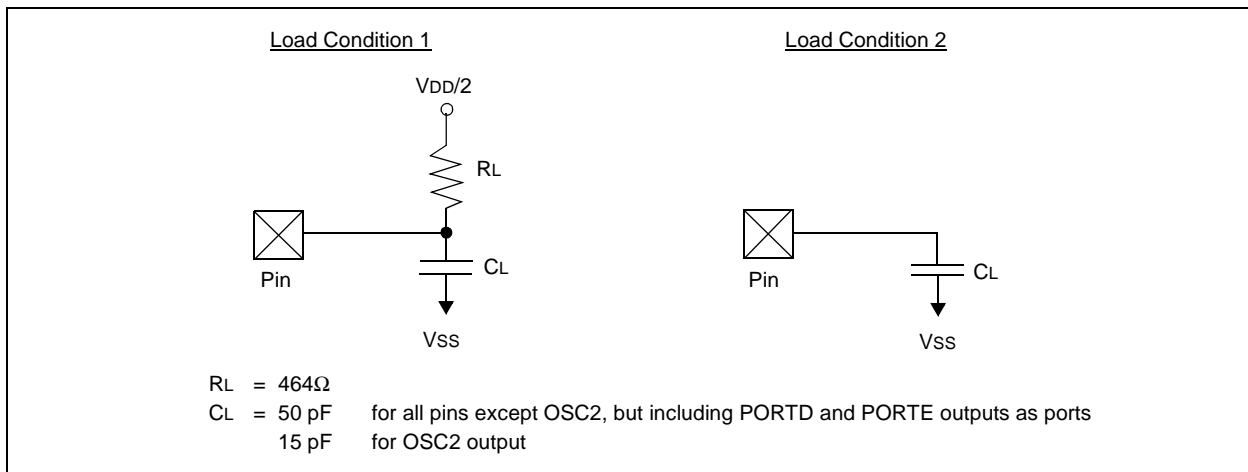 Load Condition 1
VDD/2
RL
Pin
CL
VSS
Load Condition 2
Pin
CL
VSS
RL = 464Ω
CL = 50 pF for all pins except OSC2, but including PORTD and PORTE outputs as ports
15 pF for OSC2 output